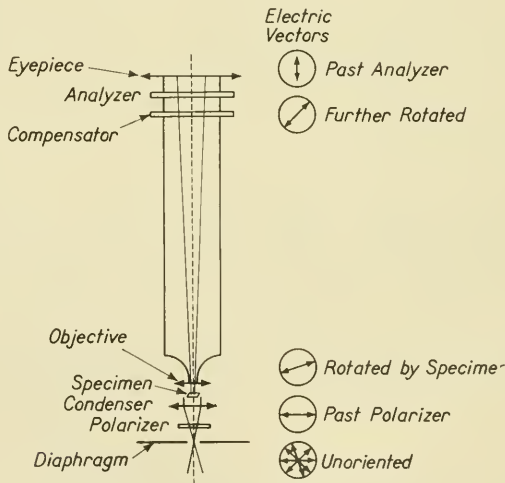 Electric
Vectors
Eyepiece
Past Analyzer
Analyzer
Further Rotated
Compensator
Objective
Rotated by Specime
Specimen
Condenser
Past Polarizer
Polarizer
Diaphragm
Unoriented